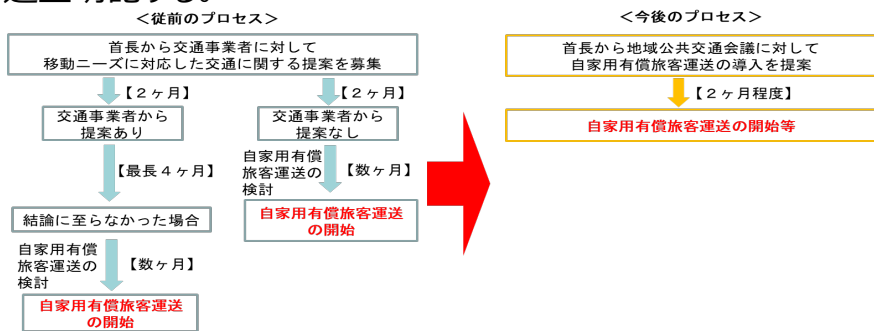 ＜従前のプロセス＞
首長から交通事業者に対して
移動ニーズに対応した交通に関する提案を募集
【２ヶ月】
【２ヶ月】
交通事業者から
提案あり
交通事業者から
提案なし
【最長４ヶ月】
自家用有償
旅客運送の
検討
【数ヶ月】
結論に至らなかった場合
自家用有償旅客運送
の開始
自家用有償
旅客運送の
検討
【数ヶ月】
自家用有償旅客運送
の開始
＜今後のプロセス＞
首長から地域公共交通会議に対して
自家用有償旅客運送の導入を提案
【２ヶ月程度】
自家用有償旅客運送の開始等